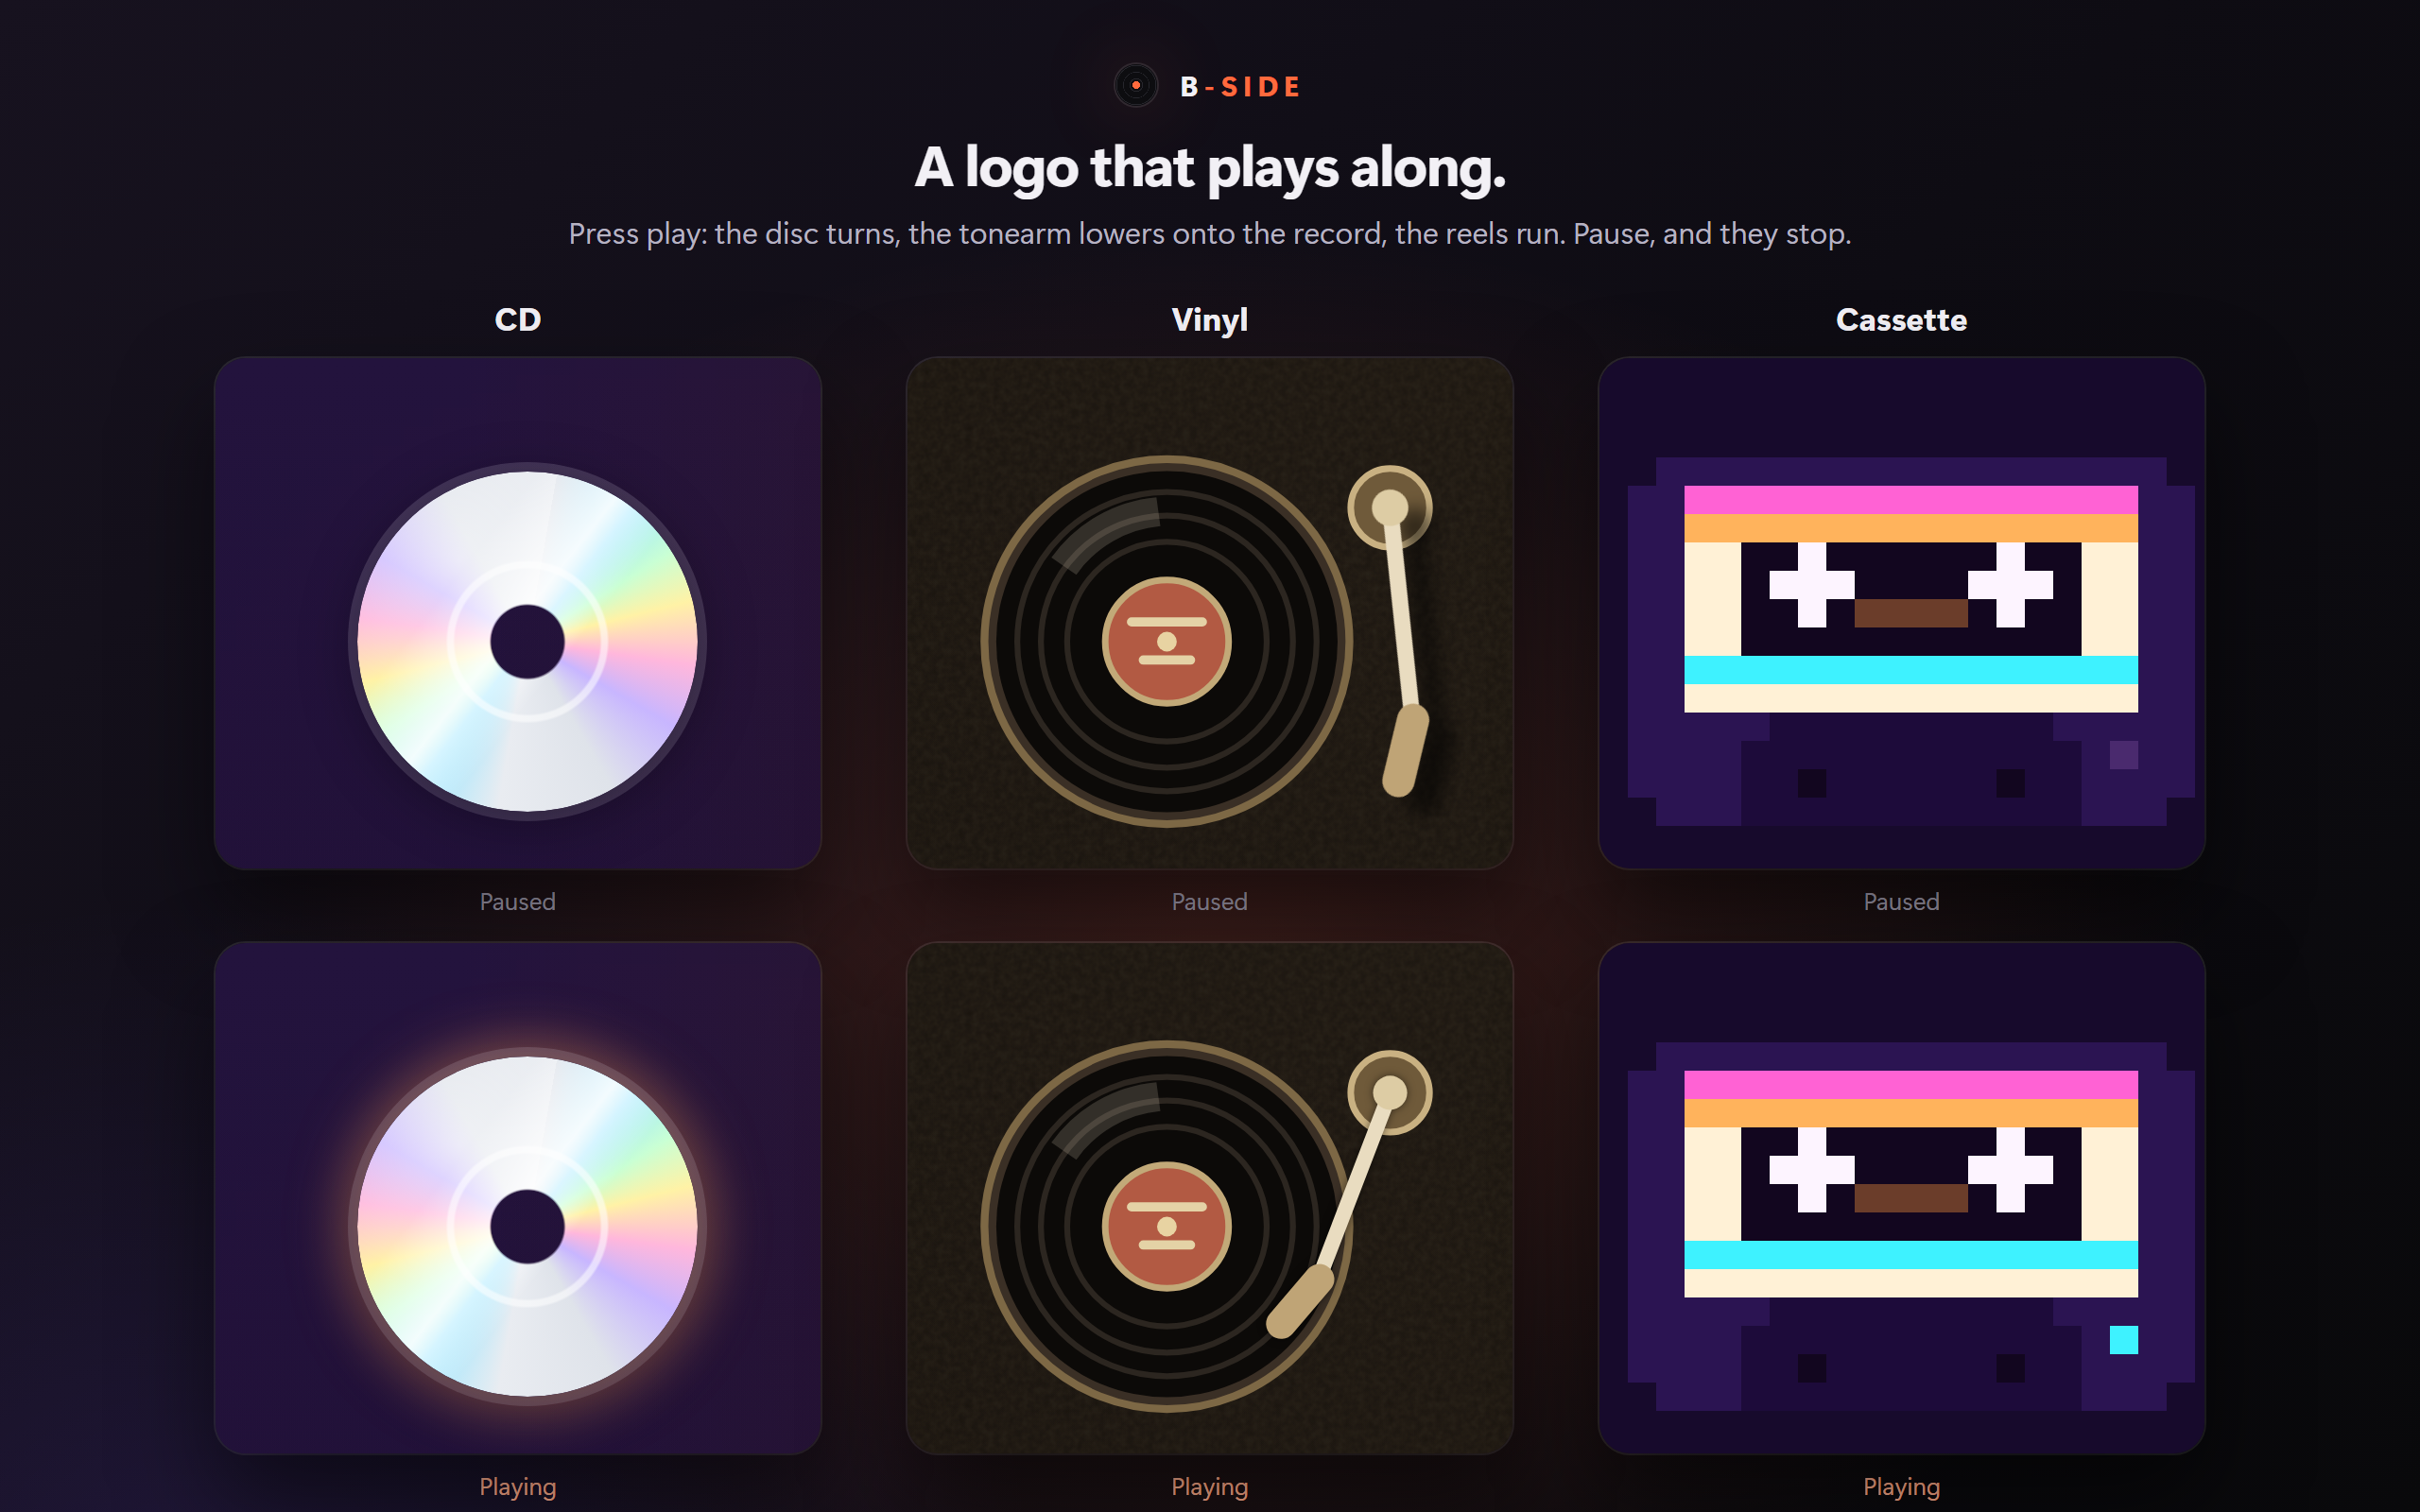 B-SIDE
A logo that plays along.
Press play: the disc turns, the tonearm lowers onto the record, the reels run. Pause, and they stop.
CD
Vinyl
Cassette
Paused
Paused
Paused
Playing
Playing
Playing